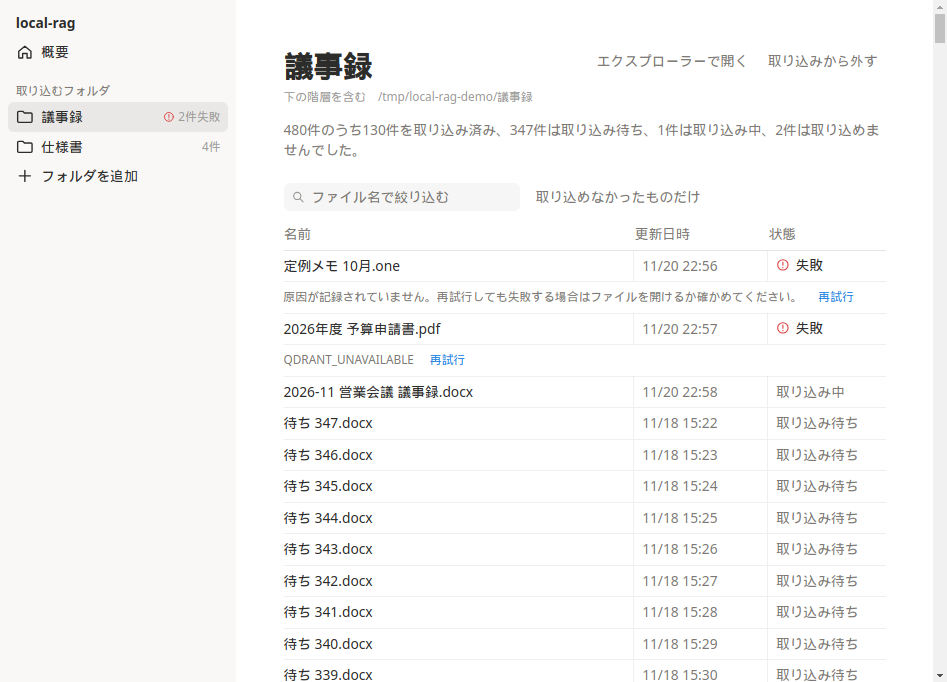 local-rag
概要
取り込むフォルダ
議事録 2件失敗
仕様書 4件
フォルダを追加
議事録
エクスプローラーで開く 取り込みから外す
下の階層を含む /tmp/local-rag-demo/議事録
480件のうち130件を取り込み済み、347件は取り込み待ち、1件は取り込み中、2件は取り込めま
せんでした。
ファイル名で絞り込む 取り込めなかったものだけ
名前 更新日時 状態
定例メモ 10月.one 11/20 22:56 失敗
原因が記録されていません。再試行しても失敗する場合はファイルを開けるか確かめてください。 再試行
2026年度 予算申請書.pdf 11/20 22:57 失敗
QDRANT_UNAVAILABLE 再試行
2026-11 営業会議 議事録.docx 11/20 22:58 取り込み中
待ち 347.docx 11/18 15:22 取り込み待ち
待ち 346.docx 11/18 15:23 取り込み待ち
待ち 345.docx 11/18 15:24 取り込み待ち
待ち 344.docx 11/18 15:25 取り込み待ち
待ち 343.docx 11/18 15:26 取り込み待ち
待ち 342.docx 11/18 15:27 取り込み待ち
待ち 341.docx 11/18 15:28 取り込み待ち
待ち 340.docx 11/18 15:29 取り込み待ち
待ち 339.docx 11/18 15:30 取り込み待ち